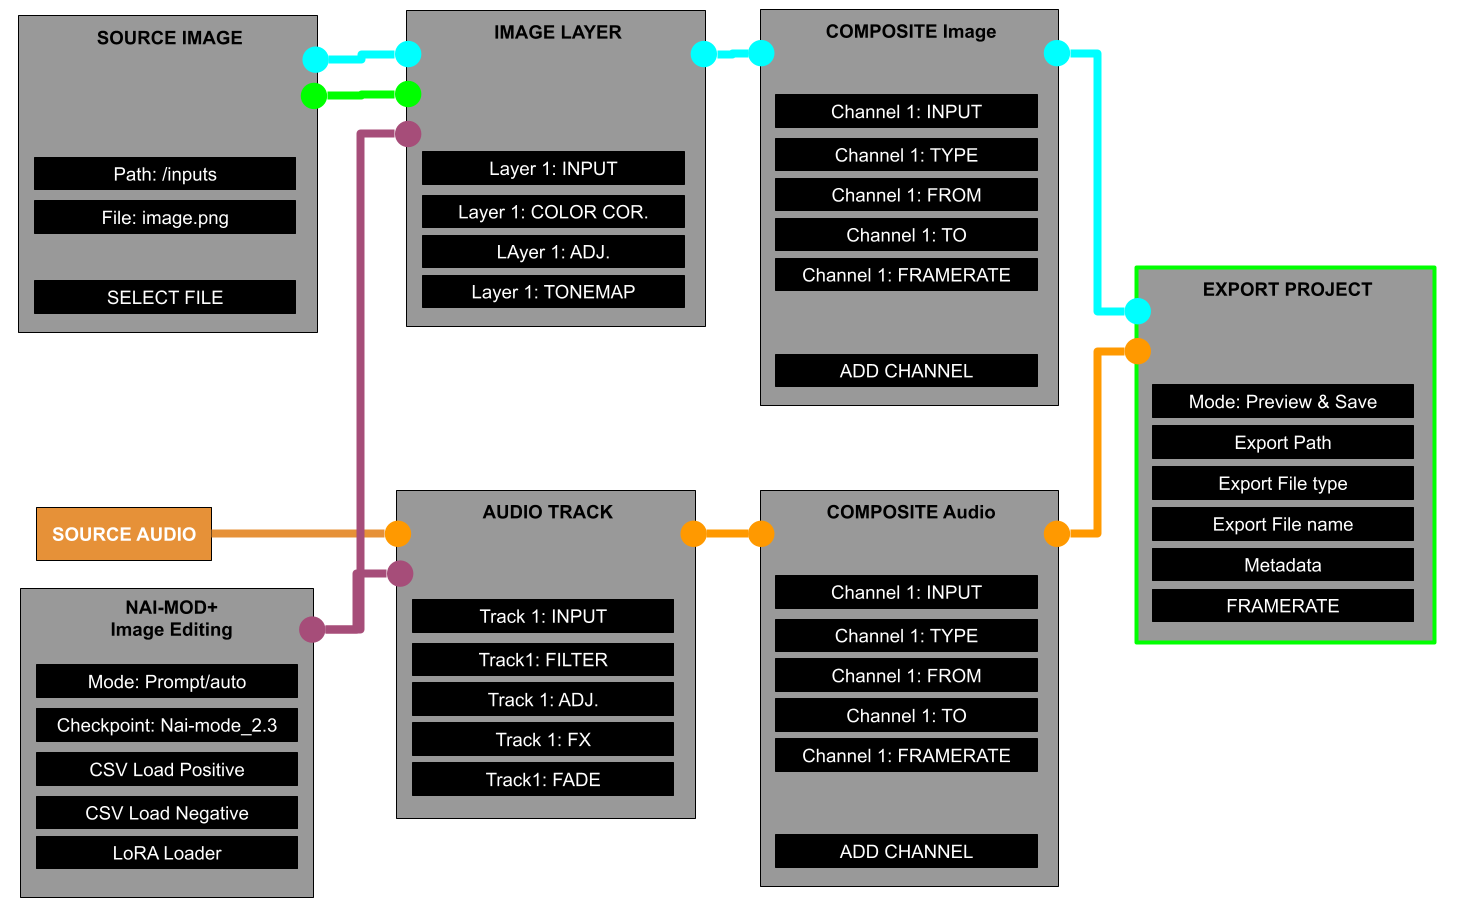 SOURCE IMAGE
Path: /inputs
File: image.png
SELECT FILE
IMAGE LAYER
Layer 1: INPUT
Layer 1: COLOR COR.
LAyer 1: ADJ.
Layer 1: TONEMAP
COMPOSITE Image
Channel 1: INPUT
Channel 1: TYPE
Channel 1: FROM
Channel 1: TO
Channel 1: FRAMERATE
ADD CHANNEL
EXPORT PROJECT
Mode: Preview & Save
Export Path
Export File type
Export File name
Metadata
FRAMERATE
SOURCE AUDIO
NAI-MOD+
Image Editing
Mode: Prompt/auto
Checkpoint: Nai-mode_2.3
CSV Load Positive
CSV Load Negative
LoRA Loader
AUDIO TRACK
Track 1: INPUT
Track1: FILTER
Track 1: ADJ.
Track 1: FX
Track1: FADE
COMPOSITE Audio
Channel 1: INPUT
Channel 1: TYPE
Channel 1: FROM
Channel 1: TO
Channel 1: FRAMERATE
ADD CHANNEL